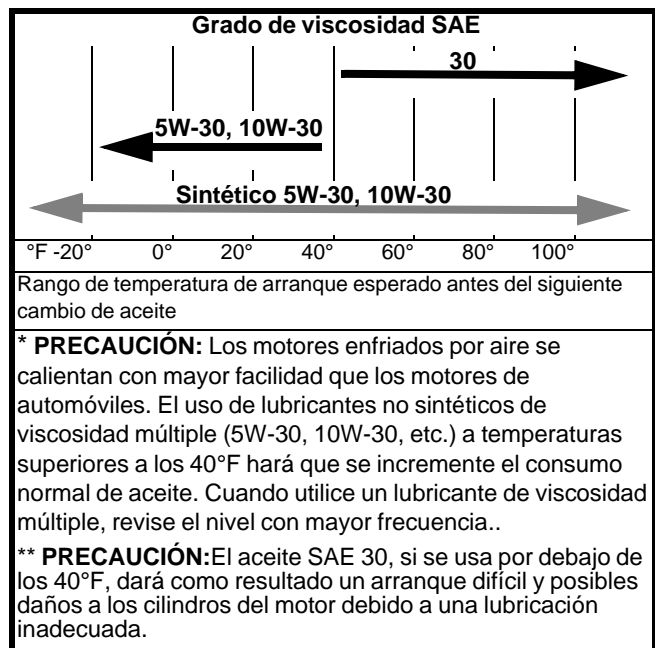 Grado de viscosidad SAE
30
5W-30, 10W-30
Sintético 5W-30, 10W-30
°F -20° 0° 20° 40° 60° 80° 100°
Rango de temperatura de arranque esperado antes del siguiente
cambio de aceite
* PRECAUCIÓN: Los motores enfriados por aire se
calientan con mayor facilidad que los motores de
automóviles. El uso de lubricantes no sintéticos de
viscosidad múltiple (5W-30, 10W-30, etc.) a temperaturas
superiores a los 40°F hará que se incremente el consumo
normal de aceite. Cuando utilice un lubricante de viscosidad
múltiple, revise el nivel con mayor frecuencia..
** PRECAUCIÓN:El aceite SAE 30, si se usa por debajo de
los 40°F, dará como resultado un arranque difícil y posibles
daños a los cilindros del motor debido a una lubricación
inadecuada.